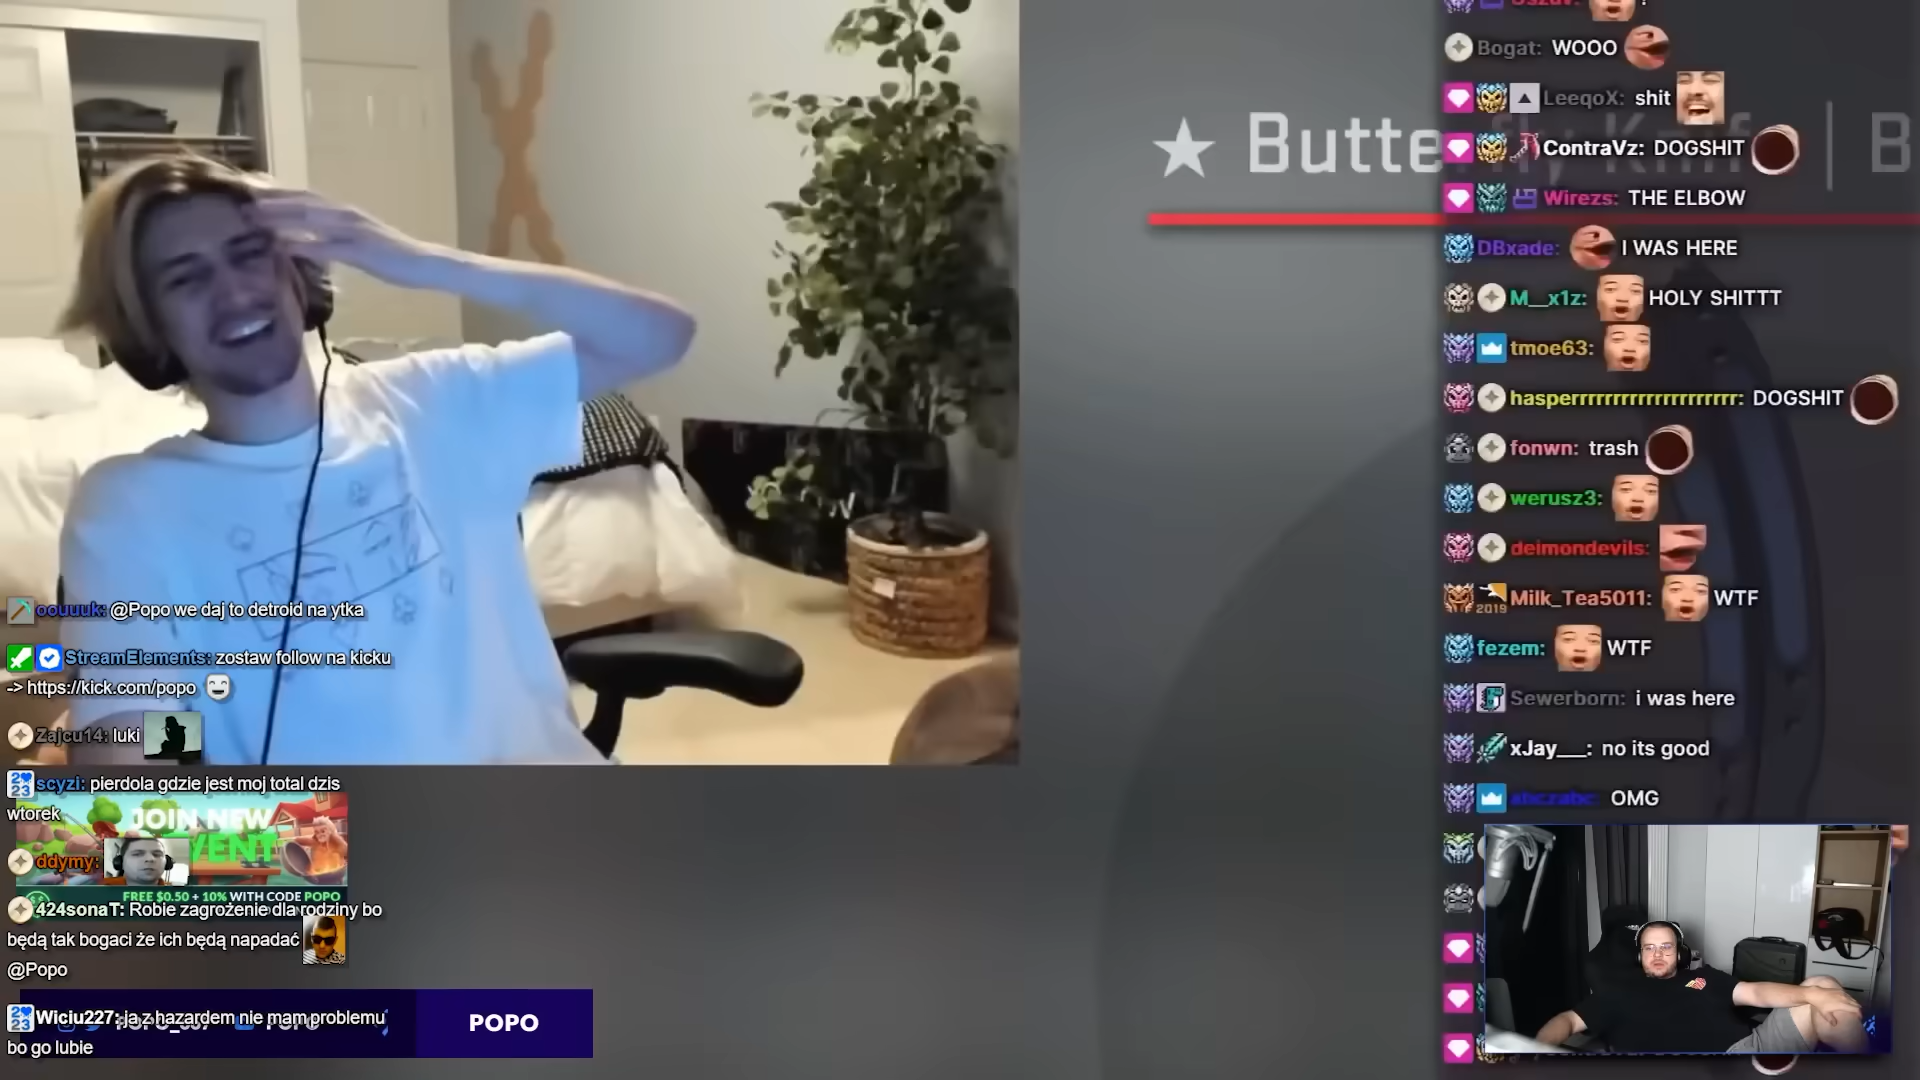 Bogat: WOOO
LeeqoX: shit
★ Butte
ContraVz: DOGSHIT
Wirezs: THE ELBOW
DBxade: I WAS HERE
M__x1z: HOLY SHITTT
tmoe63:
hasperrrrrrrrrrrrrrrrrrrr: DOGSHIT
fonwn: trash
werusz3:
deimondevils:
2019 Milk_Tea5011: WTF
fezem: WTF
Sewerborn: i was here
xJay___: no its good
OMG
oouuuk: @Popo we daj to detroid na ytka
StreamElements: zostaw follow na kicku
-> https://kick.com/popo
Zajcu14: luki
scyzi: pierdola gdzie jest moj total dzis
wtorek
JOIN NEW
EVENT
ddymy:
FREE $0.50 + 10% WITH CODE POPO
424sonaT: Robie zagrożenie dla rodziny bo
będą tak bogaci że ich będą napadać
@Popo
Wiciu227: ja z hazardem nie mam problemu
bo go lubie
POPO